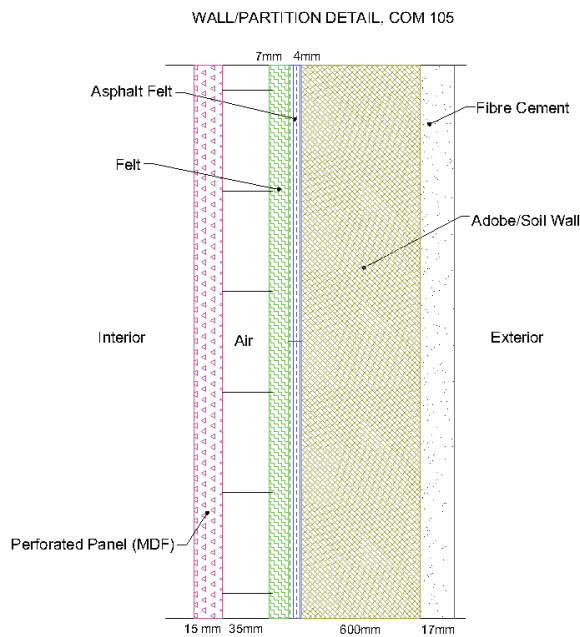 WALL/PARTITION DETAIL, COM 105
7mm 4mm
Asphalt Felt
Fibre Cement
Felt
Adobe/Soil Wall
Interior
Air
Exterior
Perforated Panel (MDF)
15 mm 35mm 600mm 17mm